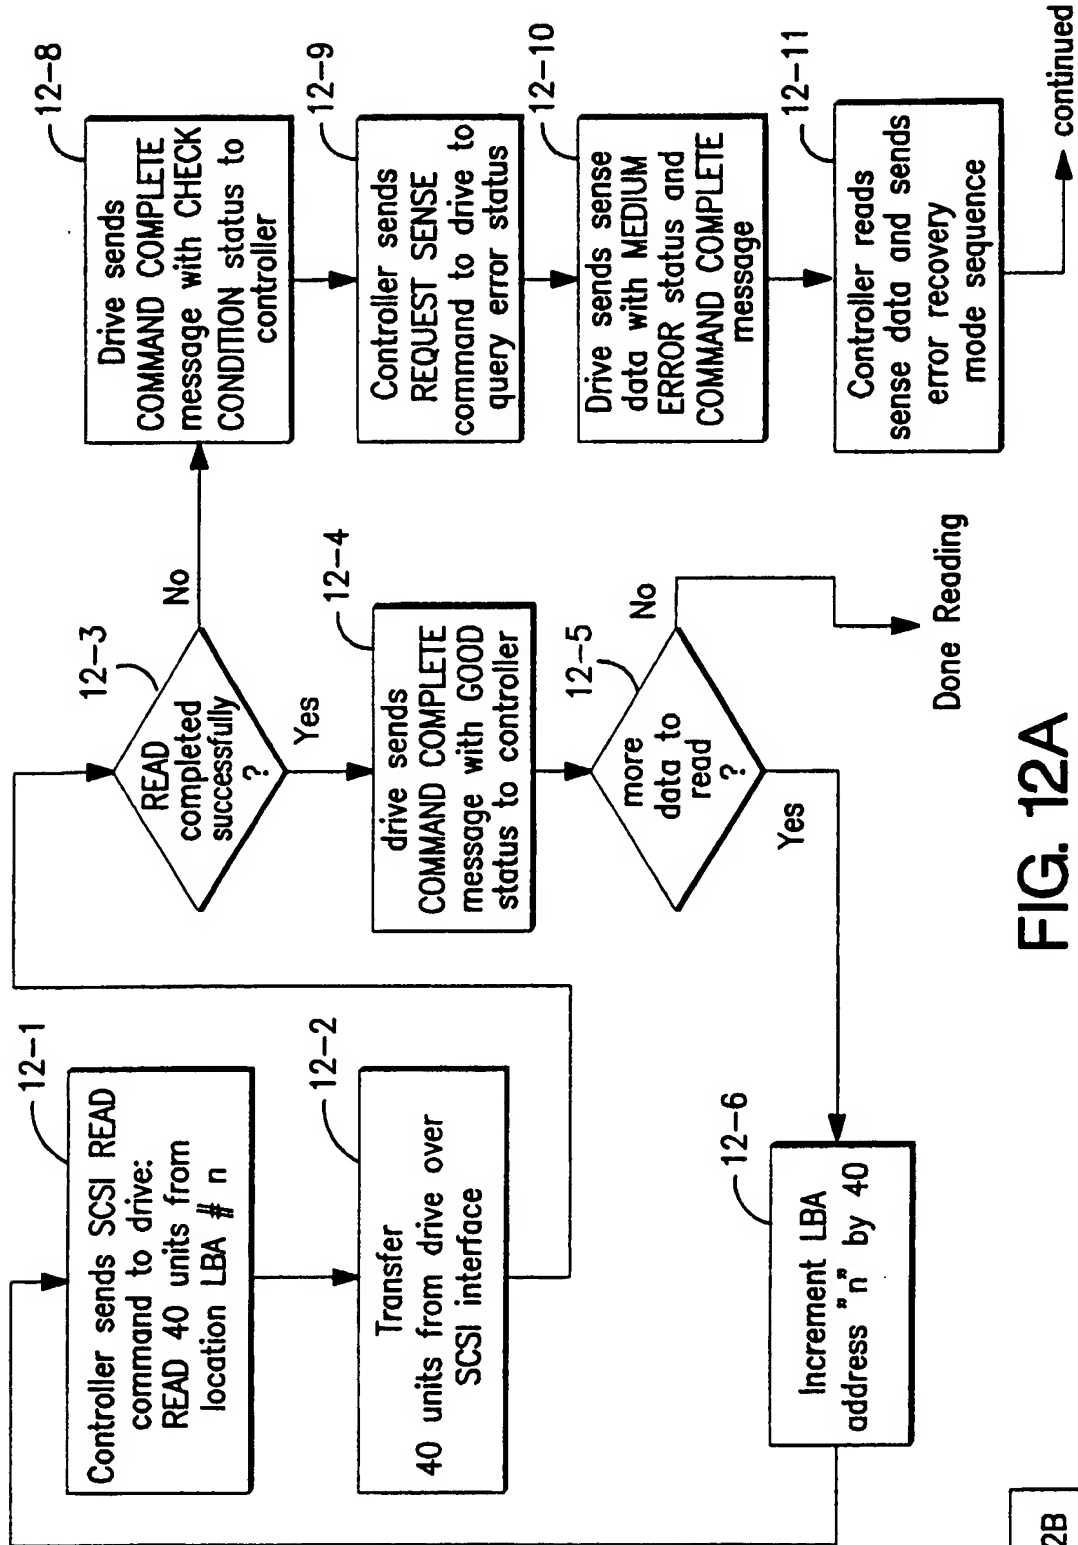 12-1
Controller sends SCSI READ
command to drive:
READ 40 units from
location LBA # n
12-2
Transfer
40 units from drive over
SCSI interface
12-3
READ
completed
successfully
?
No
Yes
12-4
drive sends
COMMAND COMPLETE
message with GOOD
status to controller
12-5
more
data to
read
?
No
Yes
Done Reading
12-6
Increment LBA
address "n" by 40
12-8
Drive sends
COMMAND COMPLETE
message with CHECK
CONDITION status to
controller
12-9
Controller sends
REQUEST SENSE
command to drive to
query error status
12-10
Drive sends sense
data with MEDIUM
ERROR status and
COMMAND COMPLETE
message
12-11
Controller reads
sense data and sends
error recovery
mode sequence
continued
FIG. 12A
2B